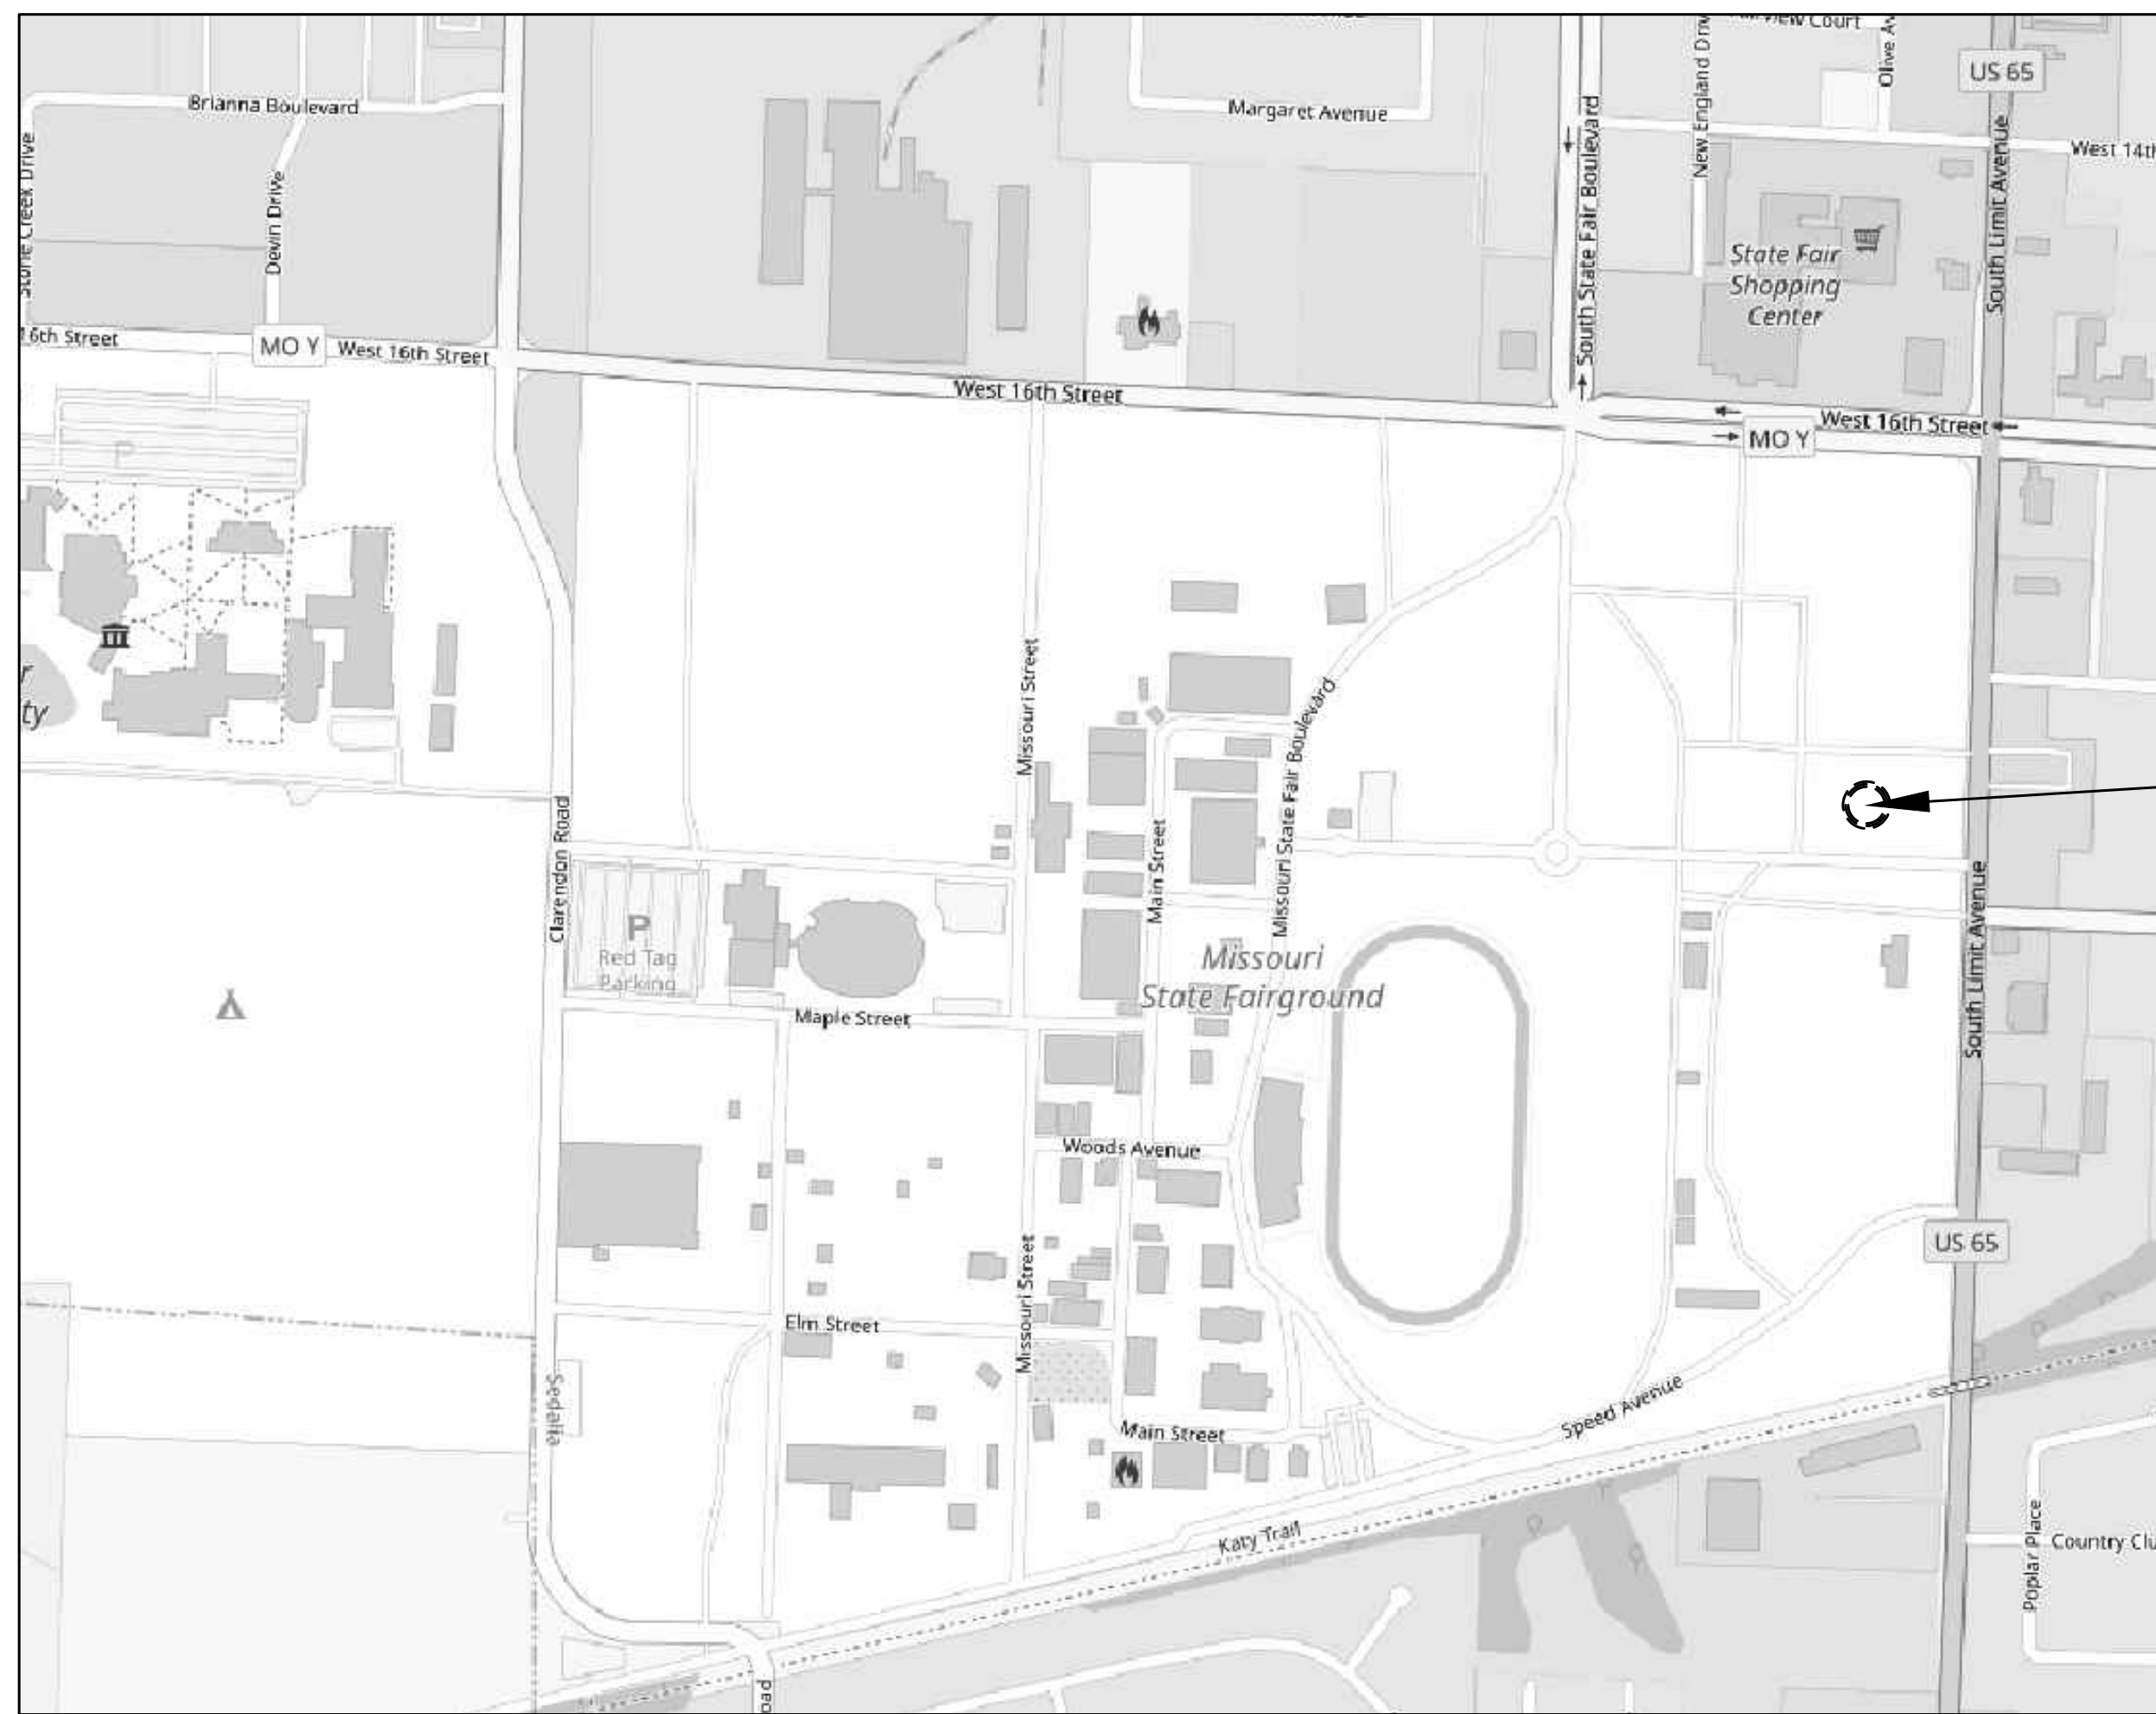 Court
US 65
New England Driv
Olive Av
Brianna Boulevard
Margaret Avenue
South State Fair Boulevard
South Limit Avenue
West 14th
Stone Creek Drive
Devin Drive
State Fair
Shopping
Center
16th Street
MO Y
West 16th Street
West 16th Street
West 16th Street
MO Y
P
r
ty
Missouri Street
Missouri State Fair Boulevard
Clarendon Road
Main Street
South Limit Avenue
P
Red Tag
Parking
Missouri
State Fairground
Maple Street
Woods Avenue
US 65
Missouri Street
Elm Street
Sedalia
Main Street
Speed Avenue
Katy Trail
Poplar Place
Country Clu
oad